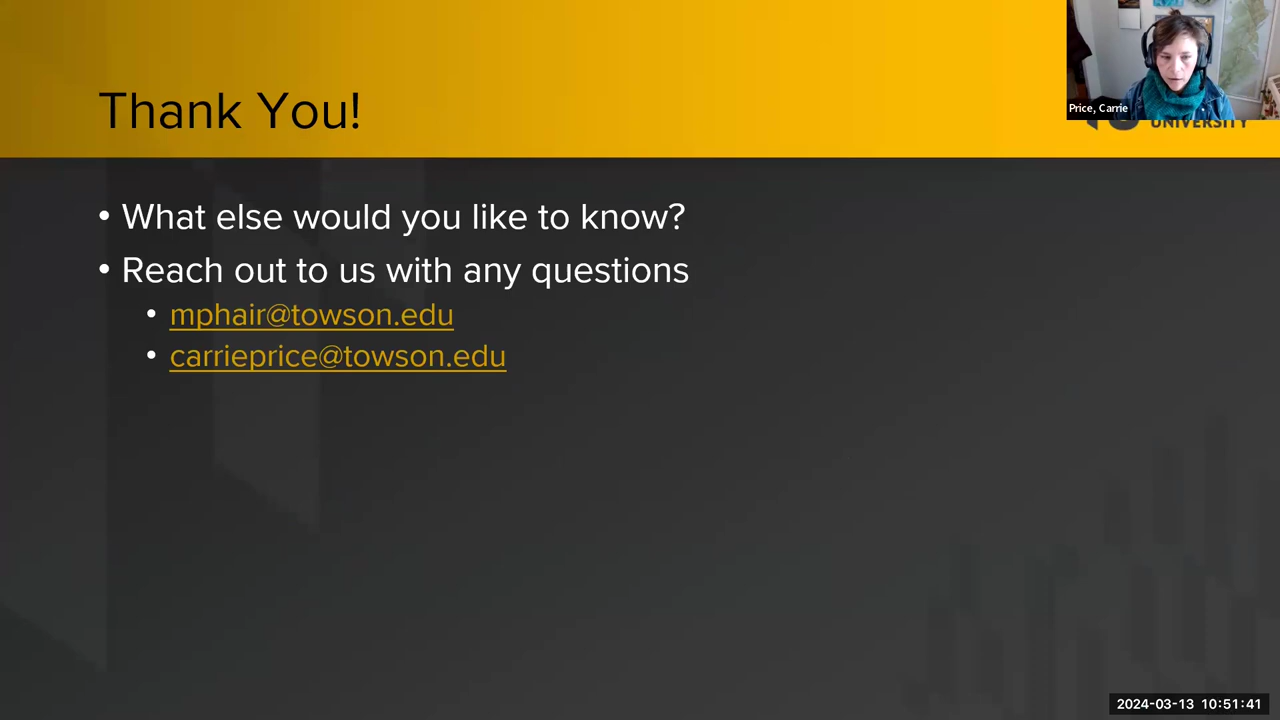 Thank You!
Price, Carrie
UNIVERSITY
• What else would you like to know?
• Reach out to us with any questions
• mphair@towson.edu
• carrieprice@towson.edu
2024-03-13 10:51:41